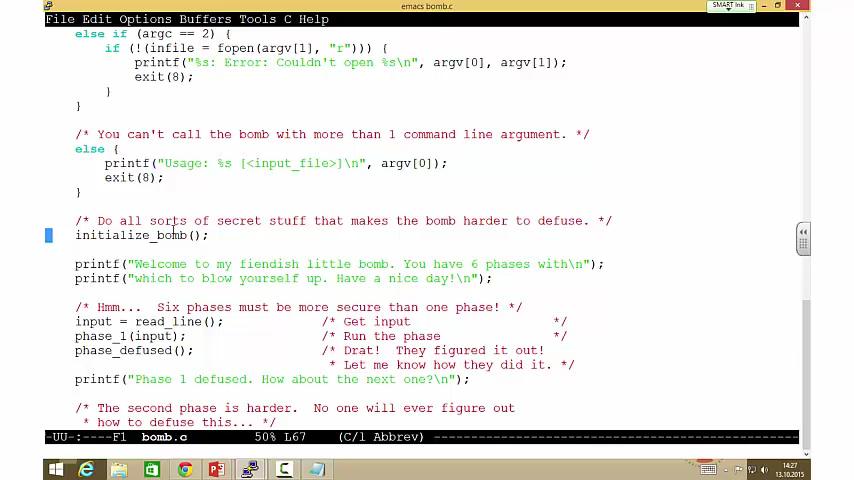 emacs bomb.c
SMART Ink
File Edit Options Buffers Tools C Help
else if (argc == 2) {
if (!(infile = fopen(argv[1], "r"))) {
printf("%s: Error: Couldn't open %s\n", argv[0], argv[1]);
exit(8);
}
}
/* You can't call the bomb with more than 1 command line argument. */
else {
printf("Usage: %s [<input_file>]\n", argv[0]);
exit(8);
}
/* Do all sorts of secret stuff that makes the bomb harder to defuse. */
initialize_bomb();
printf("Welcome to my fiendish little bomb. You have 6 phases with\n");
printf("which to blow yourself up. Have a nice day!\n");
/* Hmm...  Six phases must be more secure than one phase! */
input = read_line();             /* Get input                   */
phase_1(input);                  /* Run the phase               */
phase_defused();                 /* Drat!  They figured it out!
* Let me know how they did it. */
printf("Phase 1 defused. How about the next one?\n");
/* The second phase is harder.  No one will ever figure out
* how to defuse this... */
-UU-:----F1  bomb.c         50% L67    (C/l Abbrev)
14:27
13.10.2015